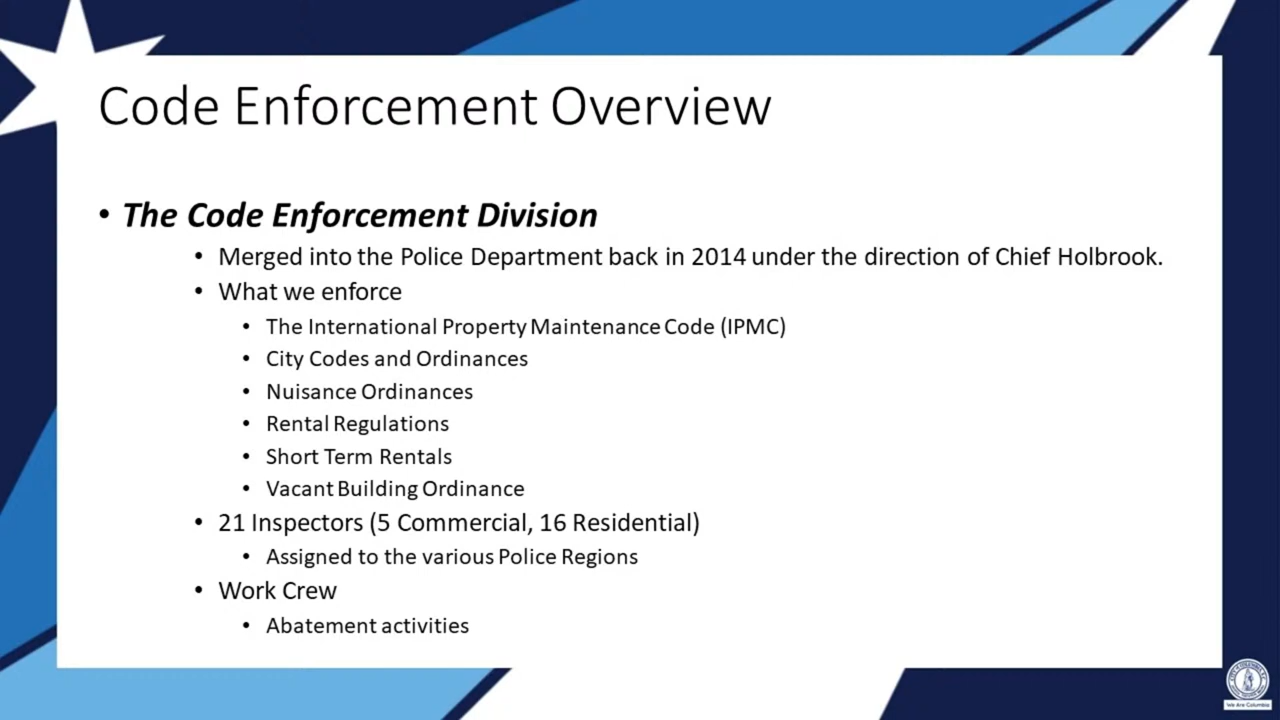 Code Enforcement Overview
• The Code Enforcement Division
• Merged into the Police Department back in 2014 under the direction of Chief Holbrook.
• What we enforce
• The International Property Maintenance Code (IPMC)
• City Codes and Ordinances
• Nuisance Ordinances
• Rental Regulations
• Short Term Rentals
• Vacant Building Ordinance
• 21 Inspectors (5 Commercial, 16 Residential)
• Assigned to the various Police Regions
• Work Crew
• Abatement activities
We Are Columbia